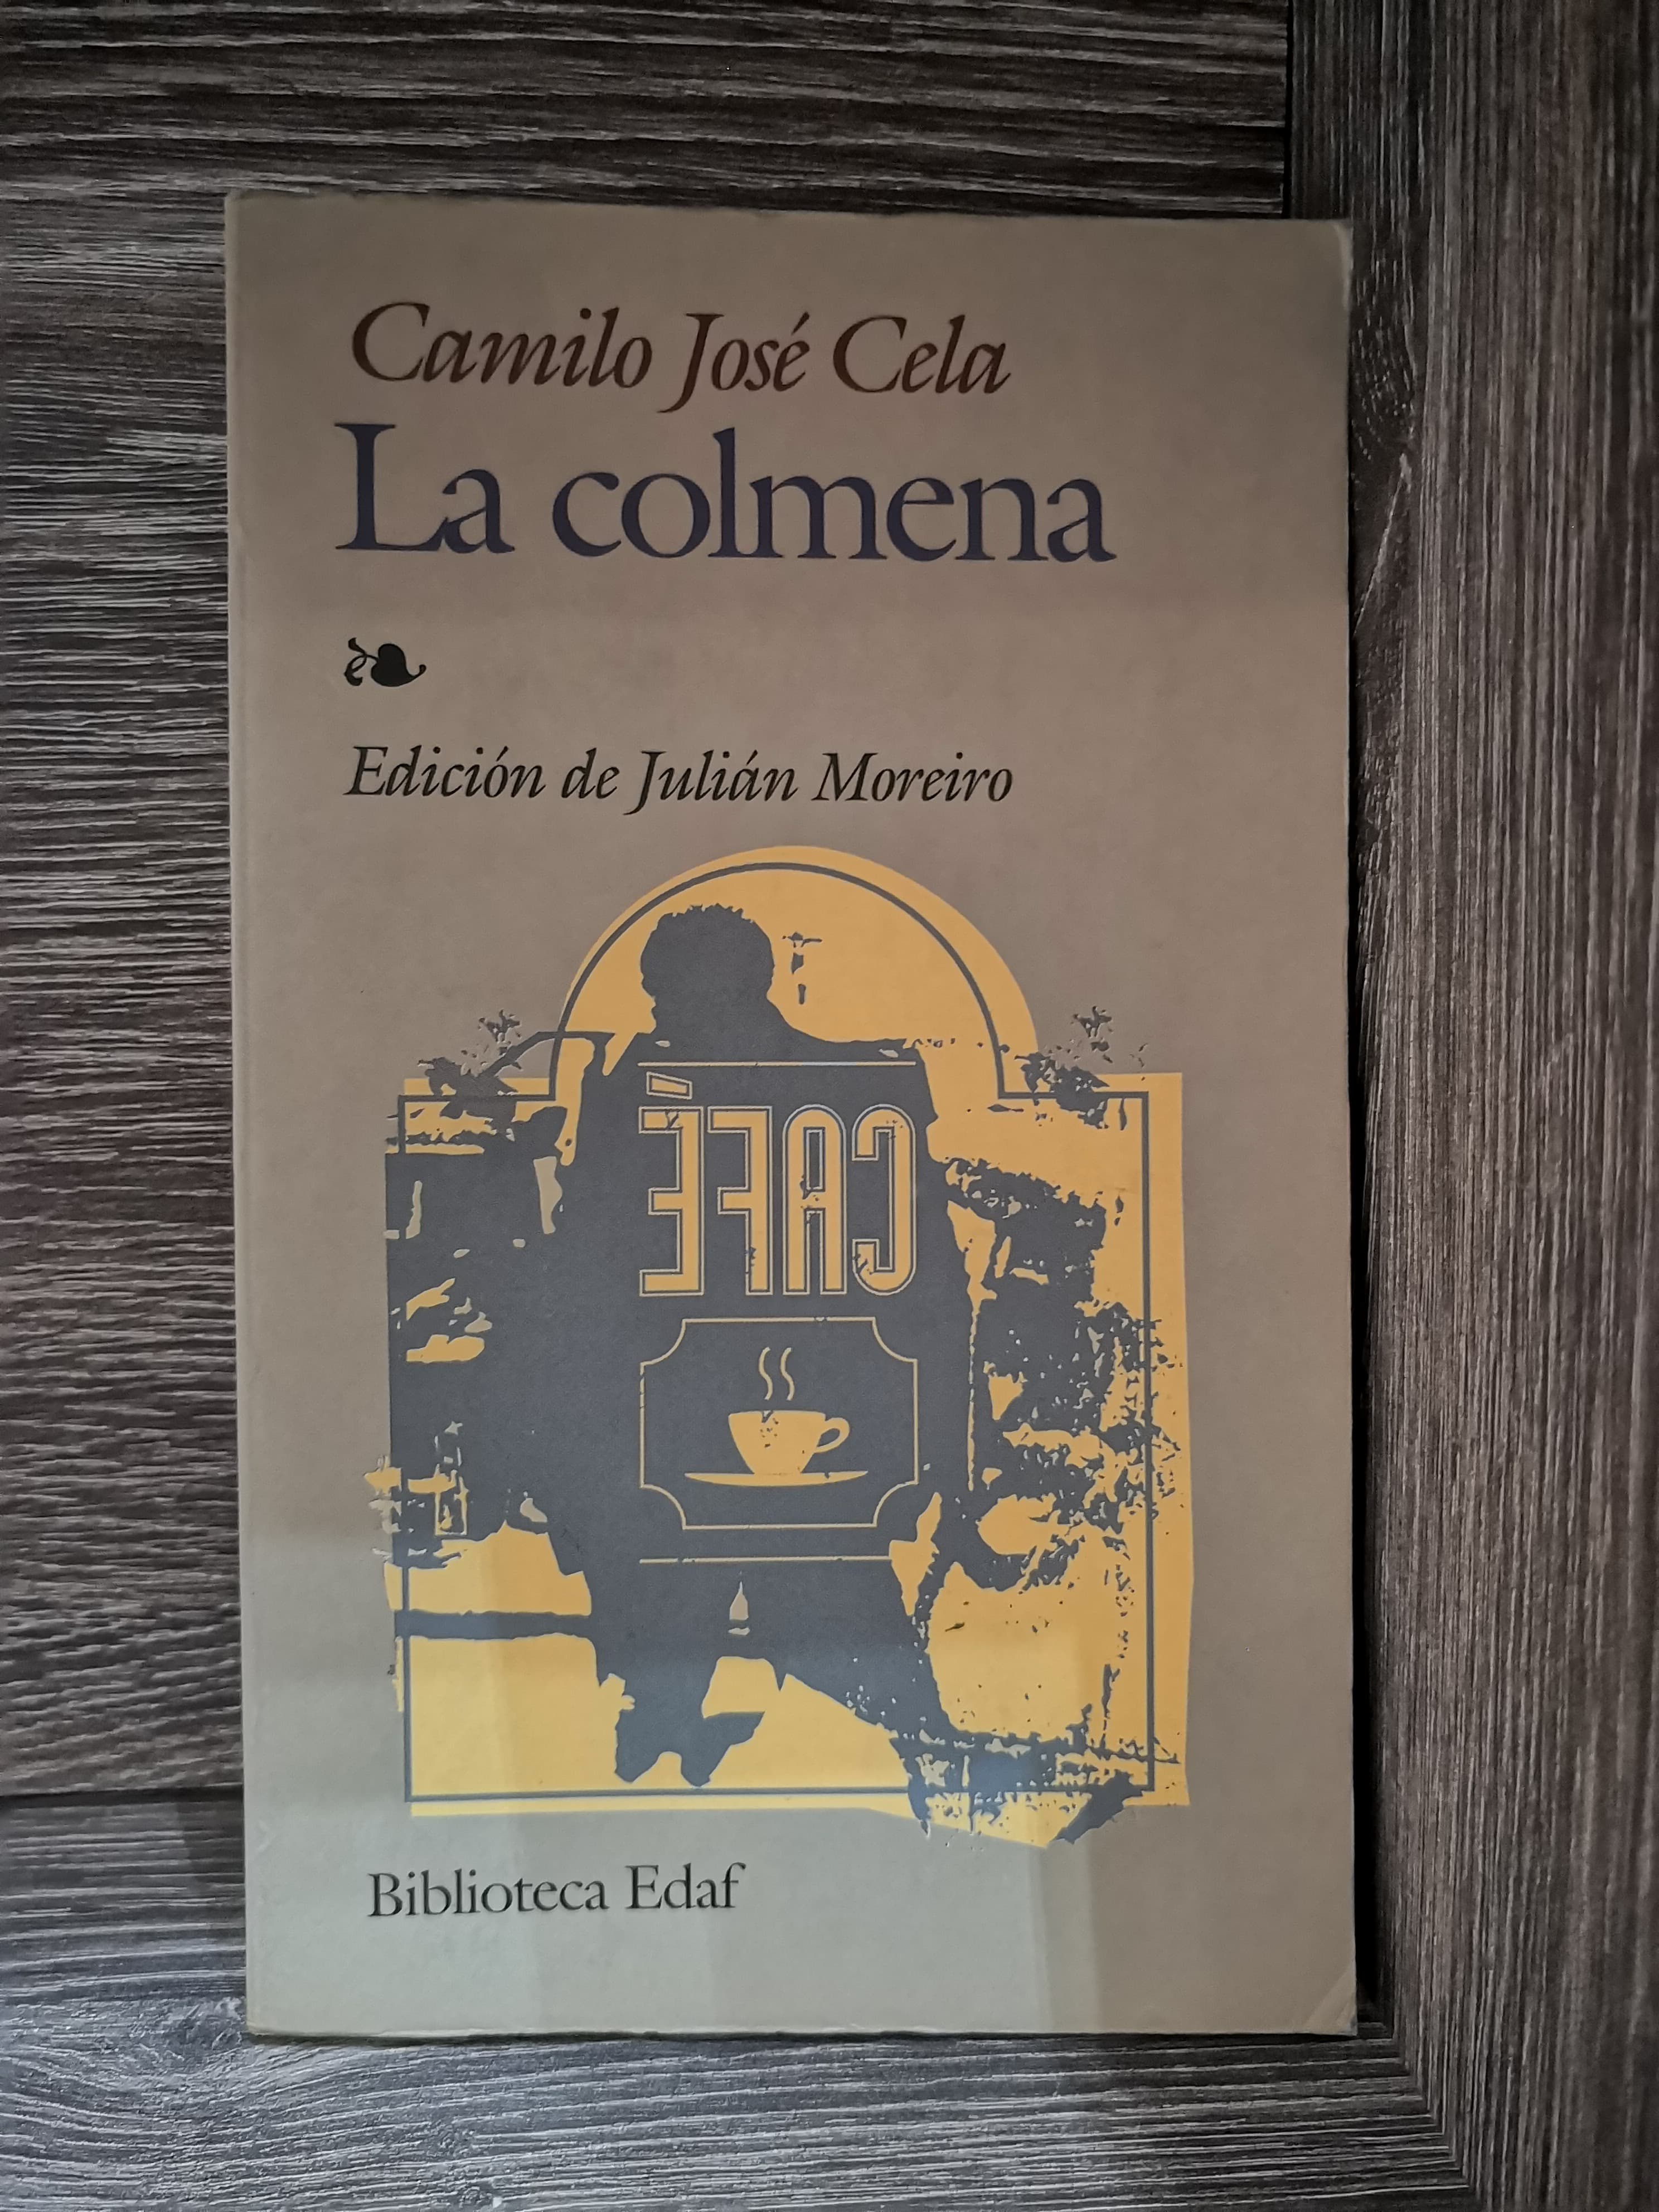 Camilo José Cela
La colmena
Edición de Julián Moreiro
CAFÉ
Biblioteca Edaf